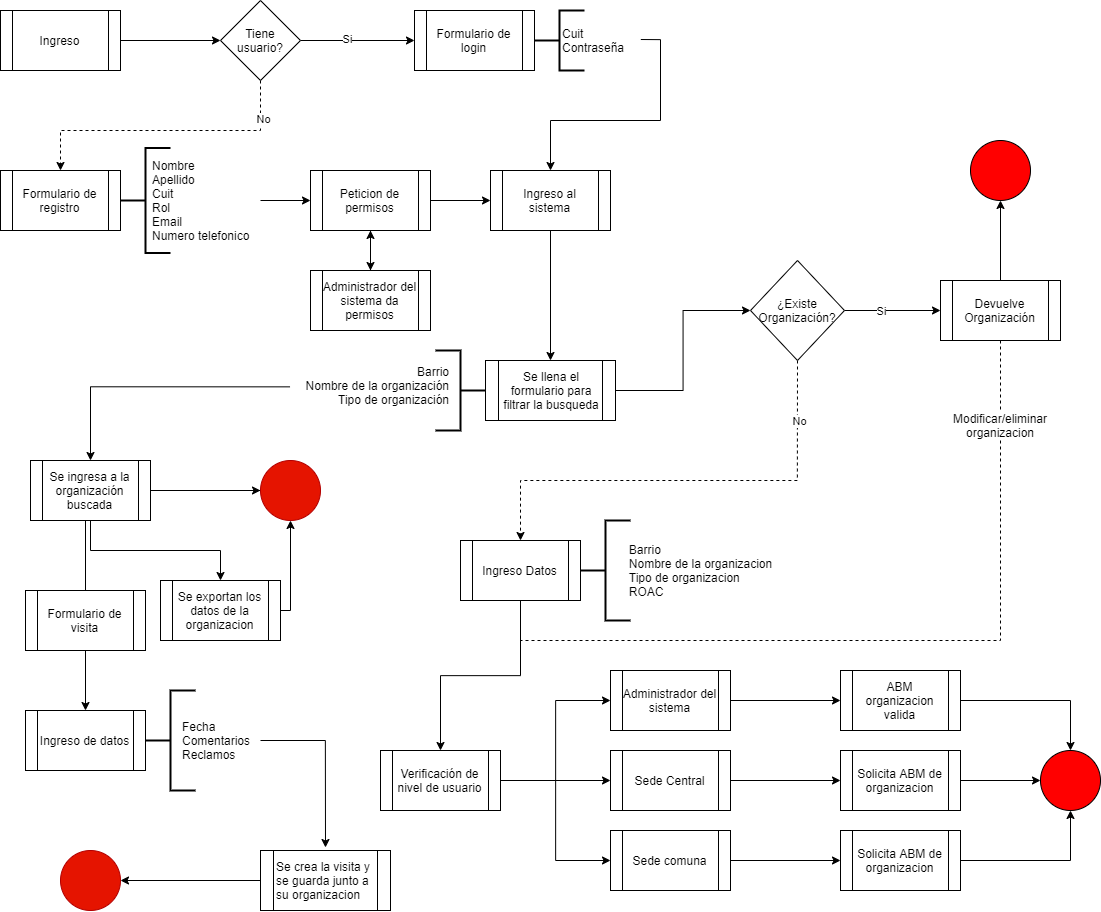 Ingreso
Tiene
usuario?
Si
Formulario de
login
Cuit
Contraseña
No
Formulario de
registro
Nombre
Apellido
Cuit
Rol
Email
Numero telefonico
Peticion de
permisos
Ingreso al
sistema
Administrador del
sistema da
permisos
¿Existe
Organización?
Si
Devuelve
Organización
Barrio
Nombre de la organización
Tipo de organización
Se llena el
formulario para
filtrar la busqueda
No
Modificar/eliminar
organizacion
Se ingresa a la
organización
buscada
Ingreso Datos
Barrio
Nombre de la organizacion
Tipo de organizacion
ROAC
Formulario de
visita
Se exportan los
datos de la
organizacion
Ingreso de datos
Fecha
Comentarios
Reclamos
Administrador del
sistema
ABM
organizacion
valida
Verificación de
nivel de usuario
Sede Central
Solicita ABM de
organizacion
Sede comuna
Solicita ABM de
organizacion
Se crea la visita y
se guarda junto a
su organizacion